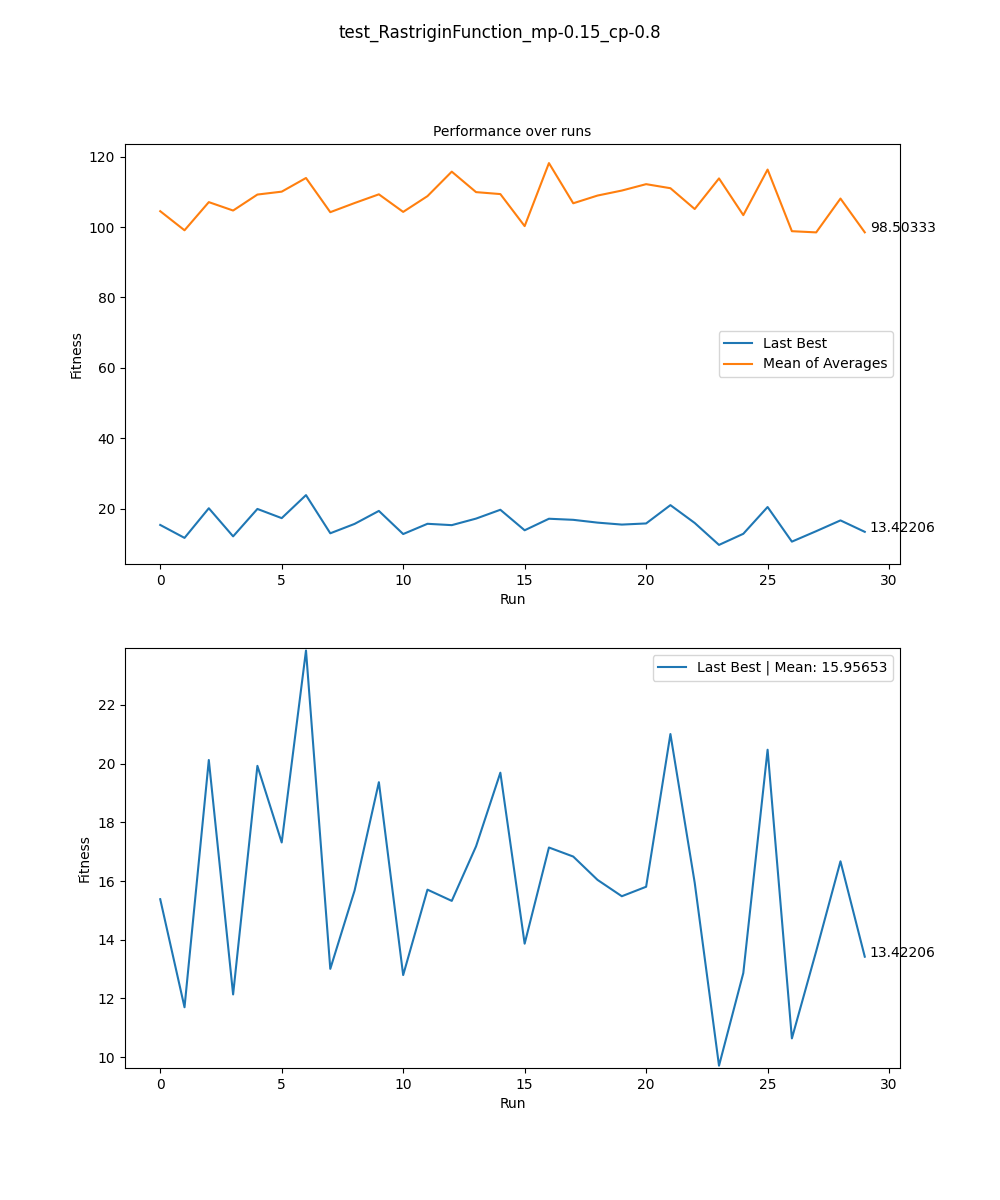 test_RastriginFunction_mp-0.15_cp-0.8
Performance over runs
120
100
80
60
40
20
Fitness
98.50333
13.42206
Last Best
Mean of Averages
0 5 10 15 20 25 30
Run
Last Best | Mean: 15.95653
22
20
18
16
14
12
10
Fitness
13.42206
0 5 10 15 20 25 30
Run